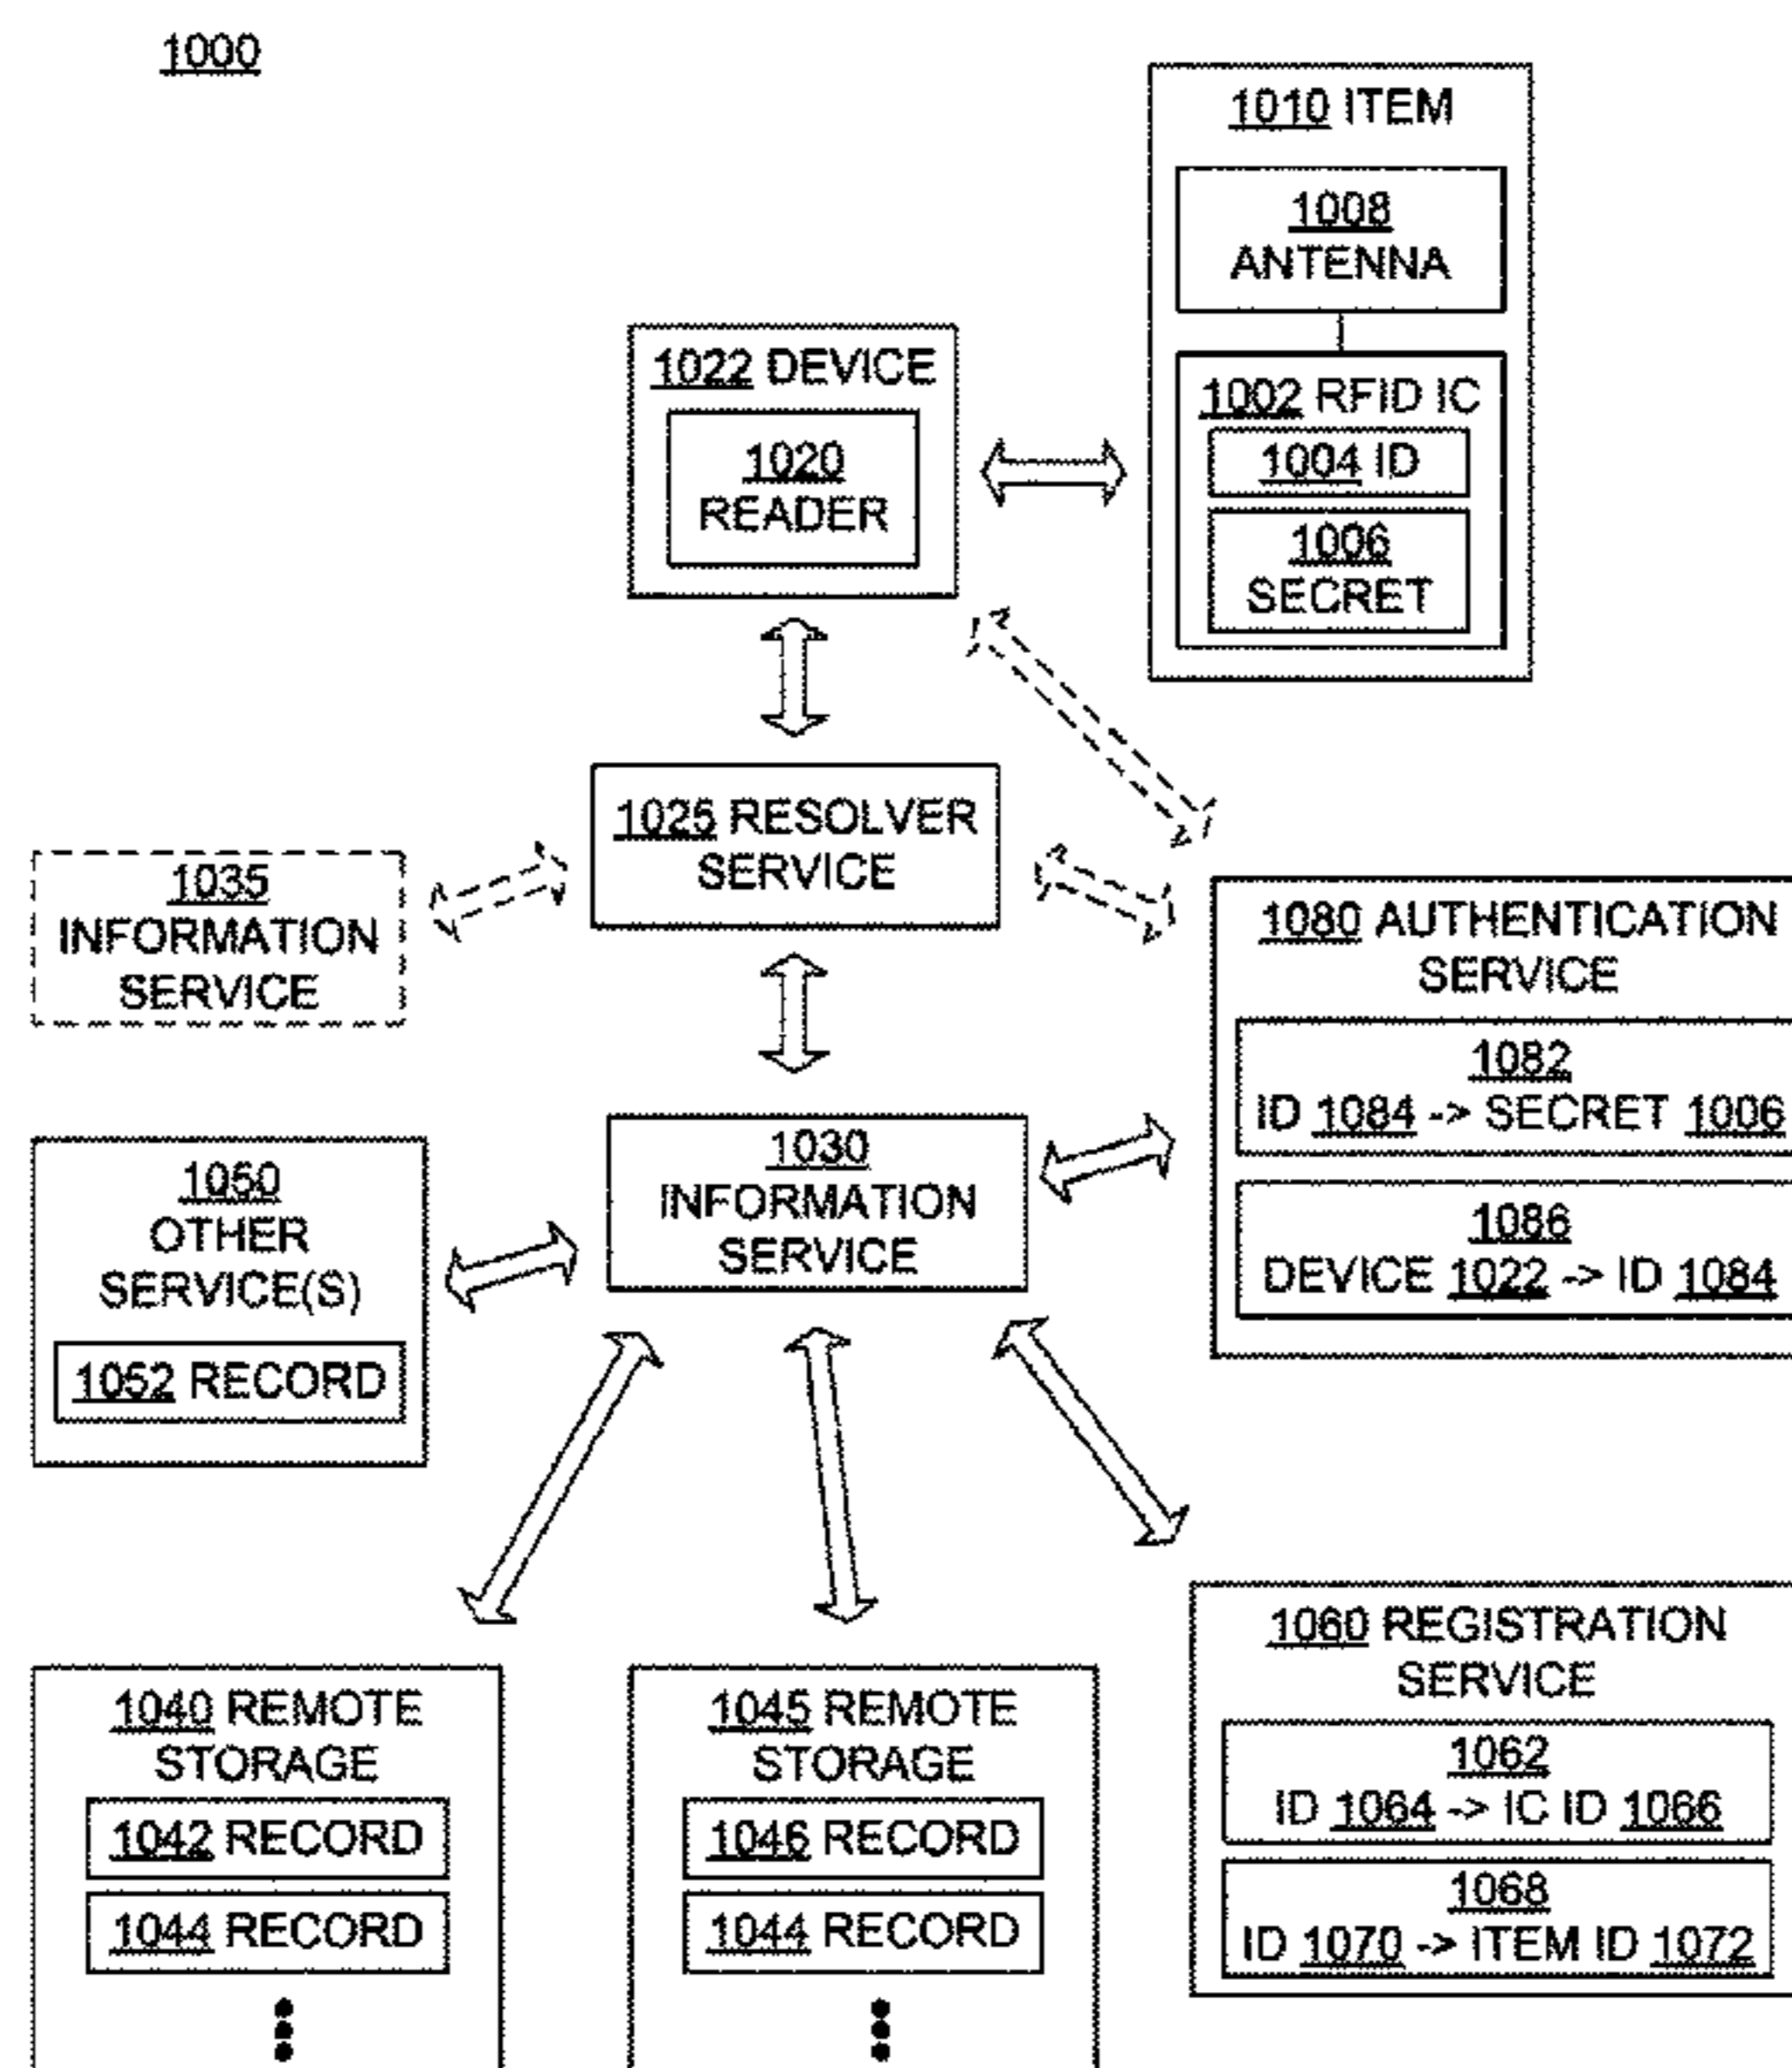 1000
1010 ITEM
1008
ANTENNA
1002 RFID IC
1004 ID
1006
SECRET
1022 DEVICE
1020
READER
1025 RESOLVER
SERVICE
1035
INFORMATION
SERVICE
1080 AUTHENTICATION
SERVICE
1082
ID 1084 -> SECRET 1006
1086
DEVICE 1022 -> ID 1084
1030
INFORMATION
SERVICE
1050
OTHER
SERVICE(S)
1052 RECORD
1060 REGISTRATION
SERVICE
1062
ID 1064 -> IC ID 1066
1068
ID 1070 -> ITEM ID 1072
1040 REMOTE
STORAGE
1042 RECORD
1044 RECORD
1045 REMOTE
STORAGE
1046 RECORD
1044 RECORD